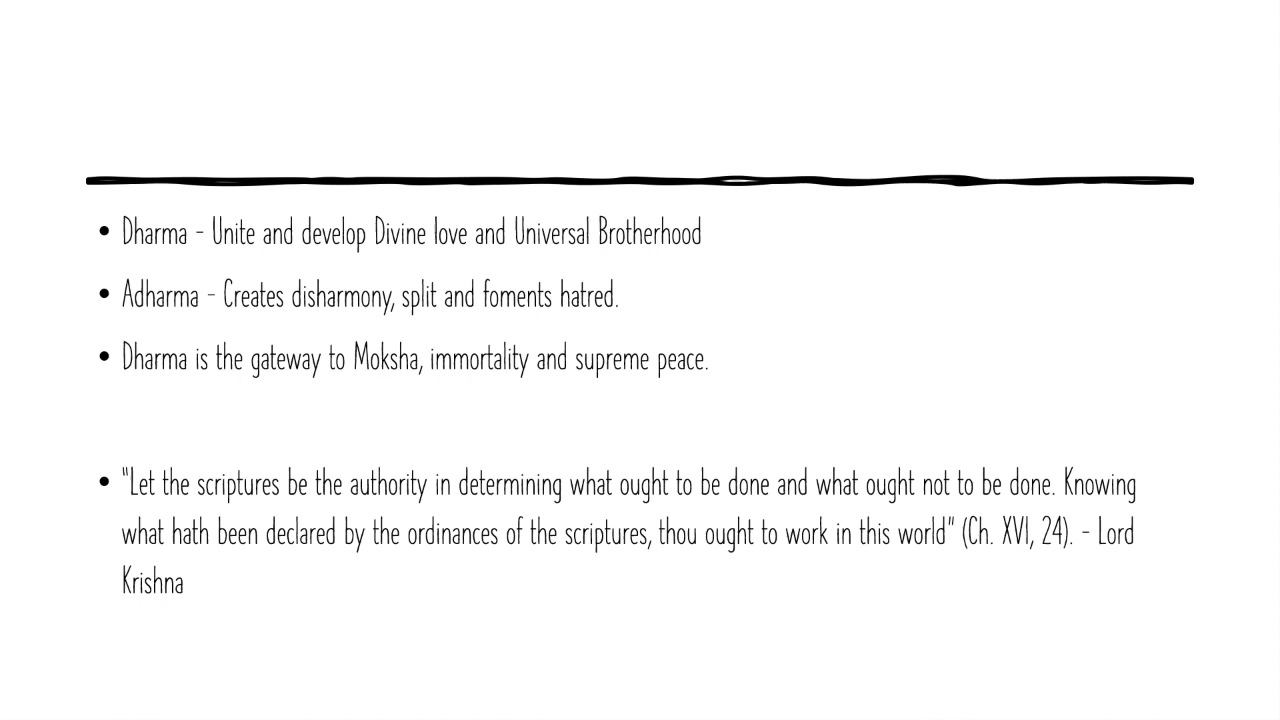 • Dharma - Unite and develop Divine love and Universal Brotherhood
• Adharma - Creates disharmony, split and foments hatred.
• Dharma is the gateway to Moksha, immortality and supreme peace.
• "Let the scriptures be the authority in determining what ought to be done and what ought not to be done. Knowing
what hath been declared by the ordinances of the scriptures, thou ought to work in this world" (Ch. XVI, 24). - Lord
Krishna